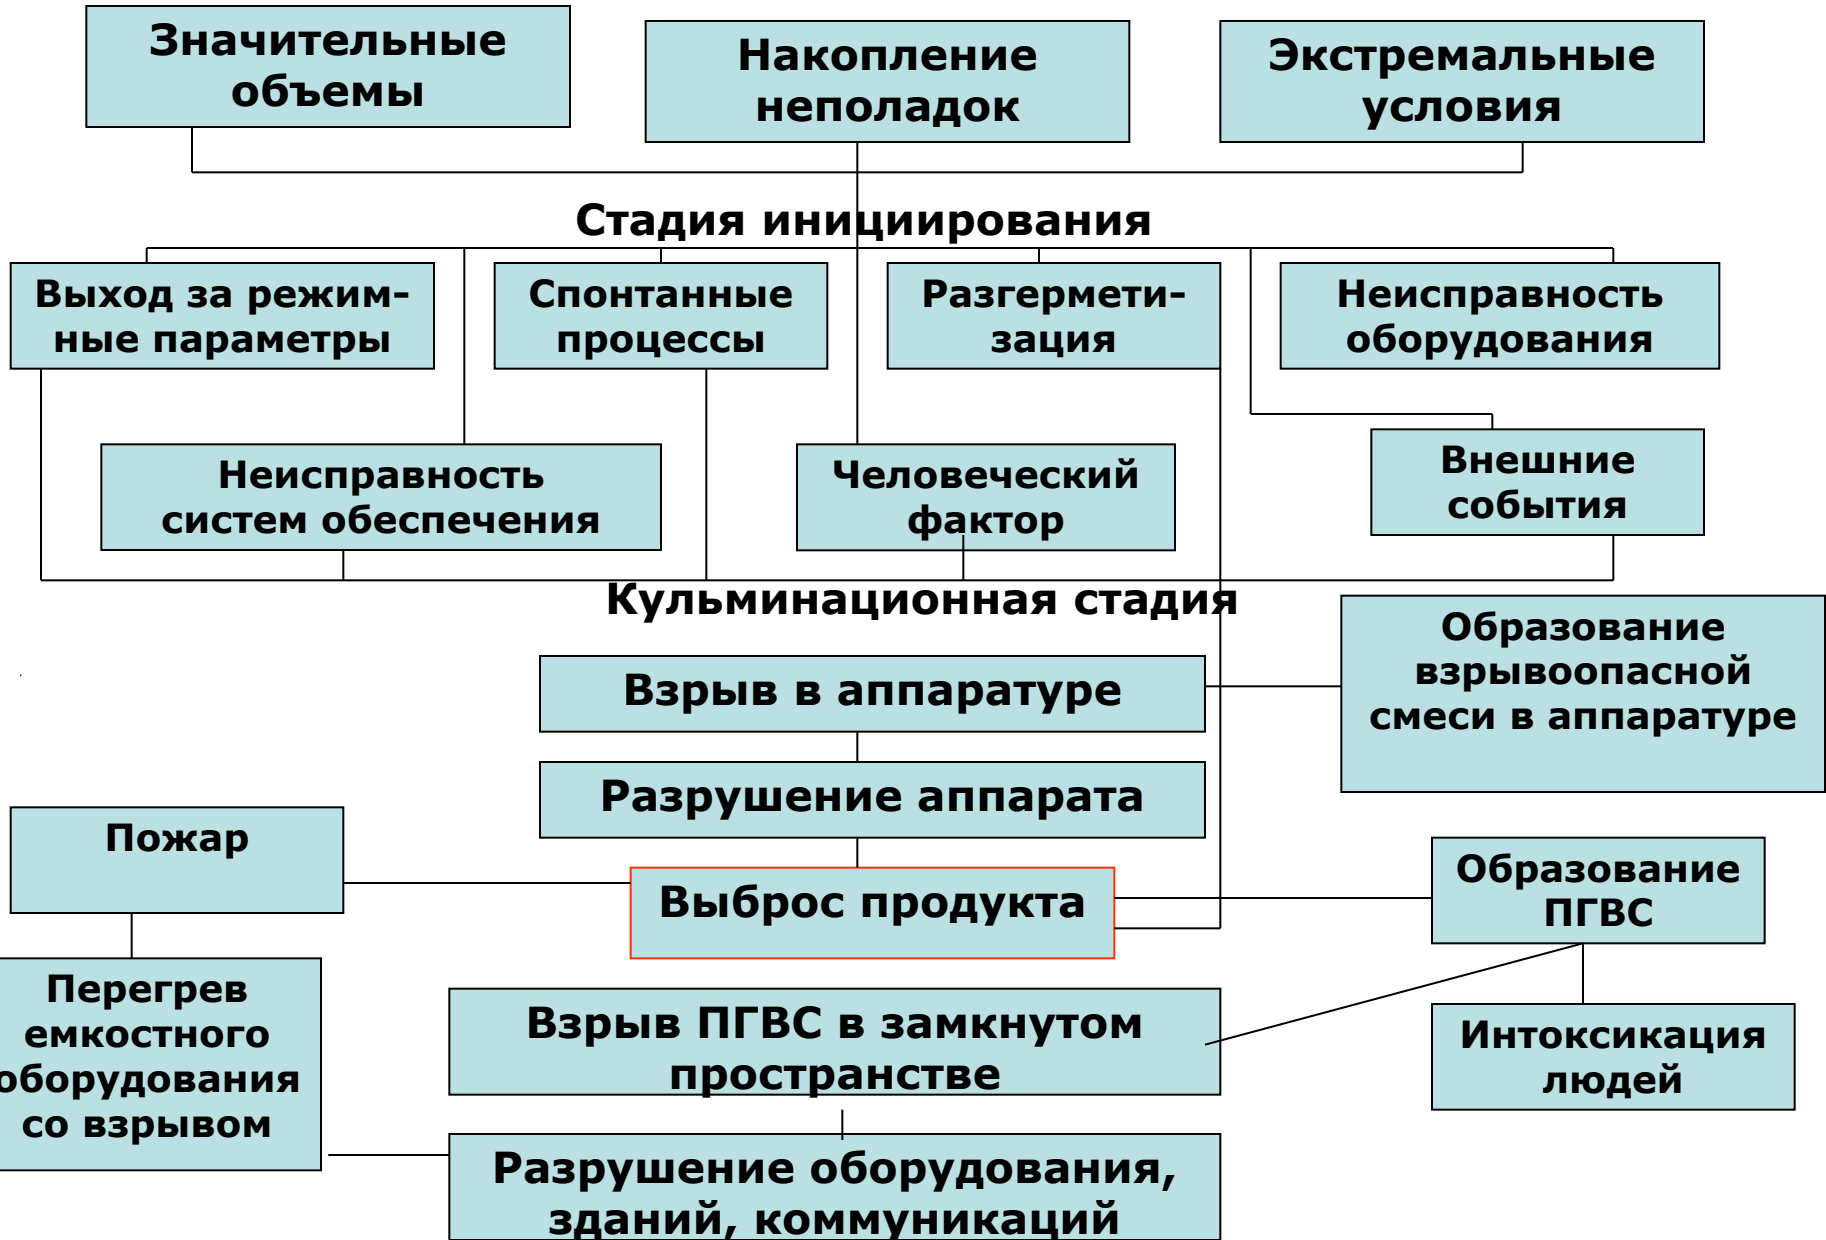 Значительные
объемы
Накопление
неполадок
Экстремальные
условия
Стадия инициирования
Выход за режим-
ные параметры
Спонтанные
процессы
Разгермети-
зация
Неисправность
оборудования
Неисправность
систем обеспечения
Человеческий
фактор
Внешние
события
Кульминационная стадия
Образование
взрывоопасной
смеси в аппаратуре
Взрыв в аппаратуре
Разрушение аппарата
Пожар
Выброс продукта
Образование
ПГВС
Перегрев
емкостного
оборудования
со взрывом
Взрыв ПГВС в замкнутом
пространстве
Интоксикация
людей
Разрушение оборудования,
зданий, коммуникаций